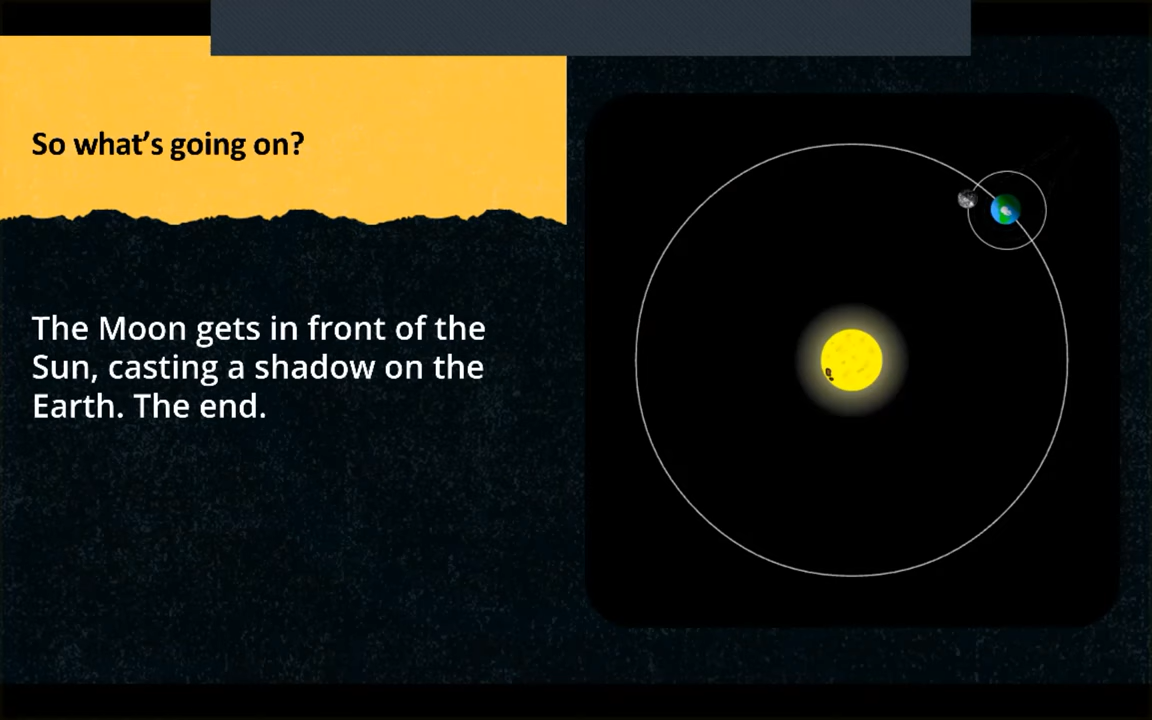 So what’s going on?
The Moon gets in front of the
Sun, casting a shadow on the
Earth. The end.